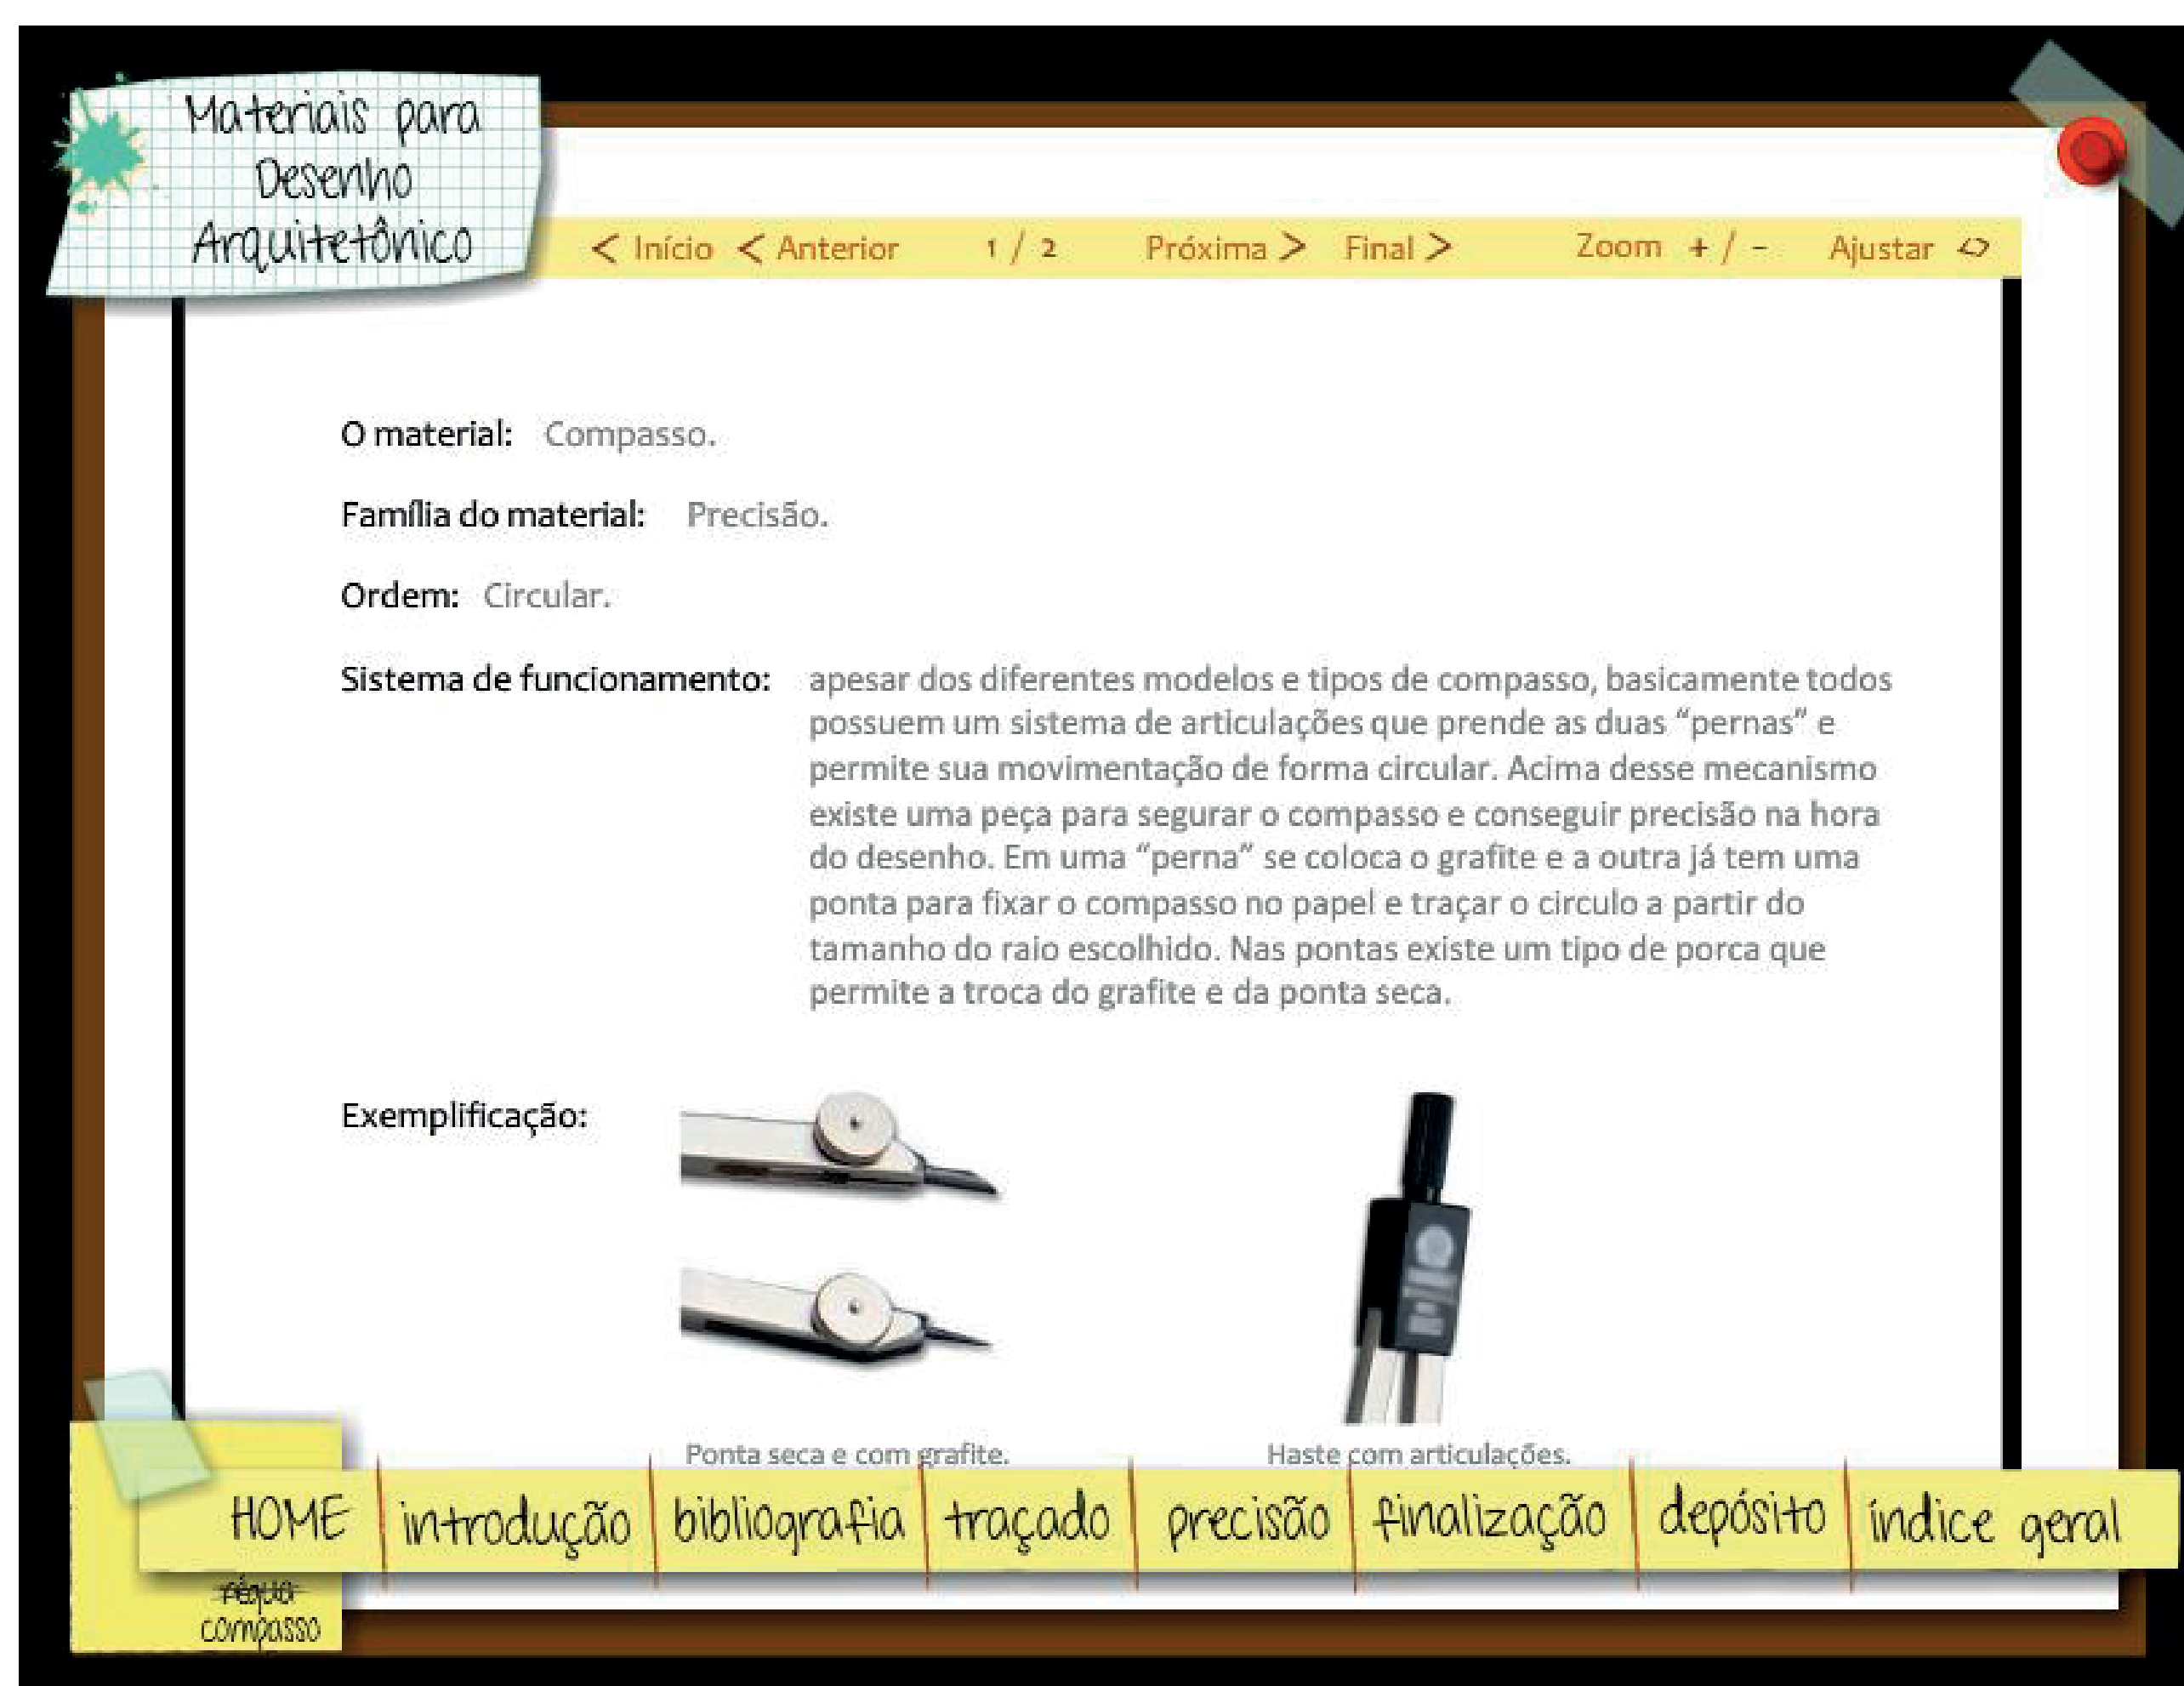 Materiais para
Desenho
Arquitetônico
< Início < Anterior 1 / 2 Próxima > Final > Zoom + / - Ajustar
O material: Compasso.
Família do material: Precisão.
Ordem: Circular.
Sistema de funcionamento: apesar dos diferentes modelos e tipos de compasso, basicamente todos
possuem um sistema de articulações que prende as duas “pernas” e
permite sua movimentação de forma circular. Acima desse mecanismo
existe uma peça para segurar o compasso e conseguir precisão na hora
do desenho. Em uma “perna” se coloca o grafite e a outra já tem uma
ponta para fixar o compasso no papel e traçar o circulo a partir do
tamanho do raio escolhido. Nas pontas existe um tipo de porca que
permite a troca do grafite e da ponta seca.
Exemplificação:
Ponta seca e com grafite. Haste com articulações.
HOME introdução bibliografia traçado precisão finalização depósito índice geral
régua
compasso